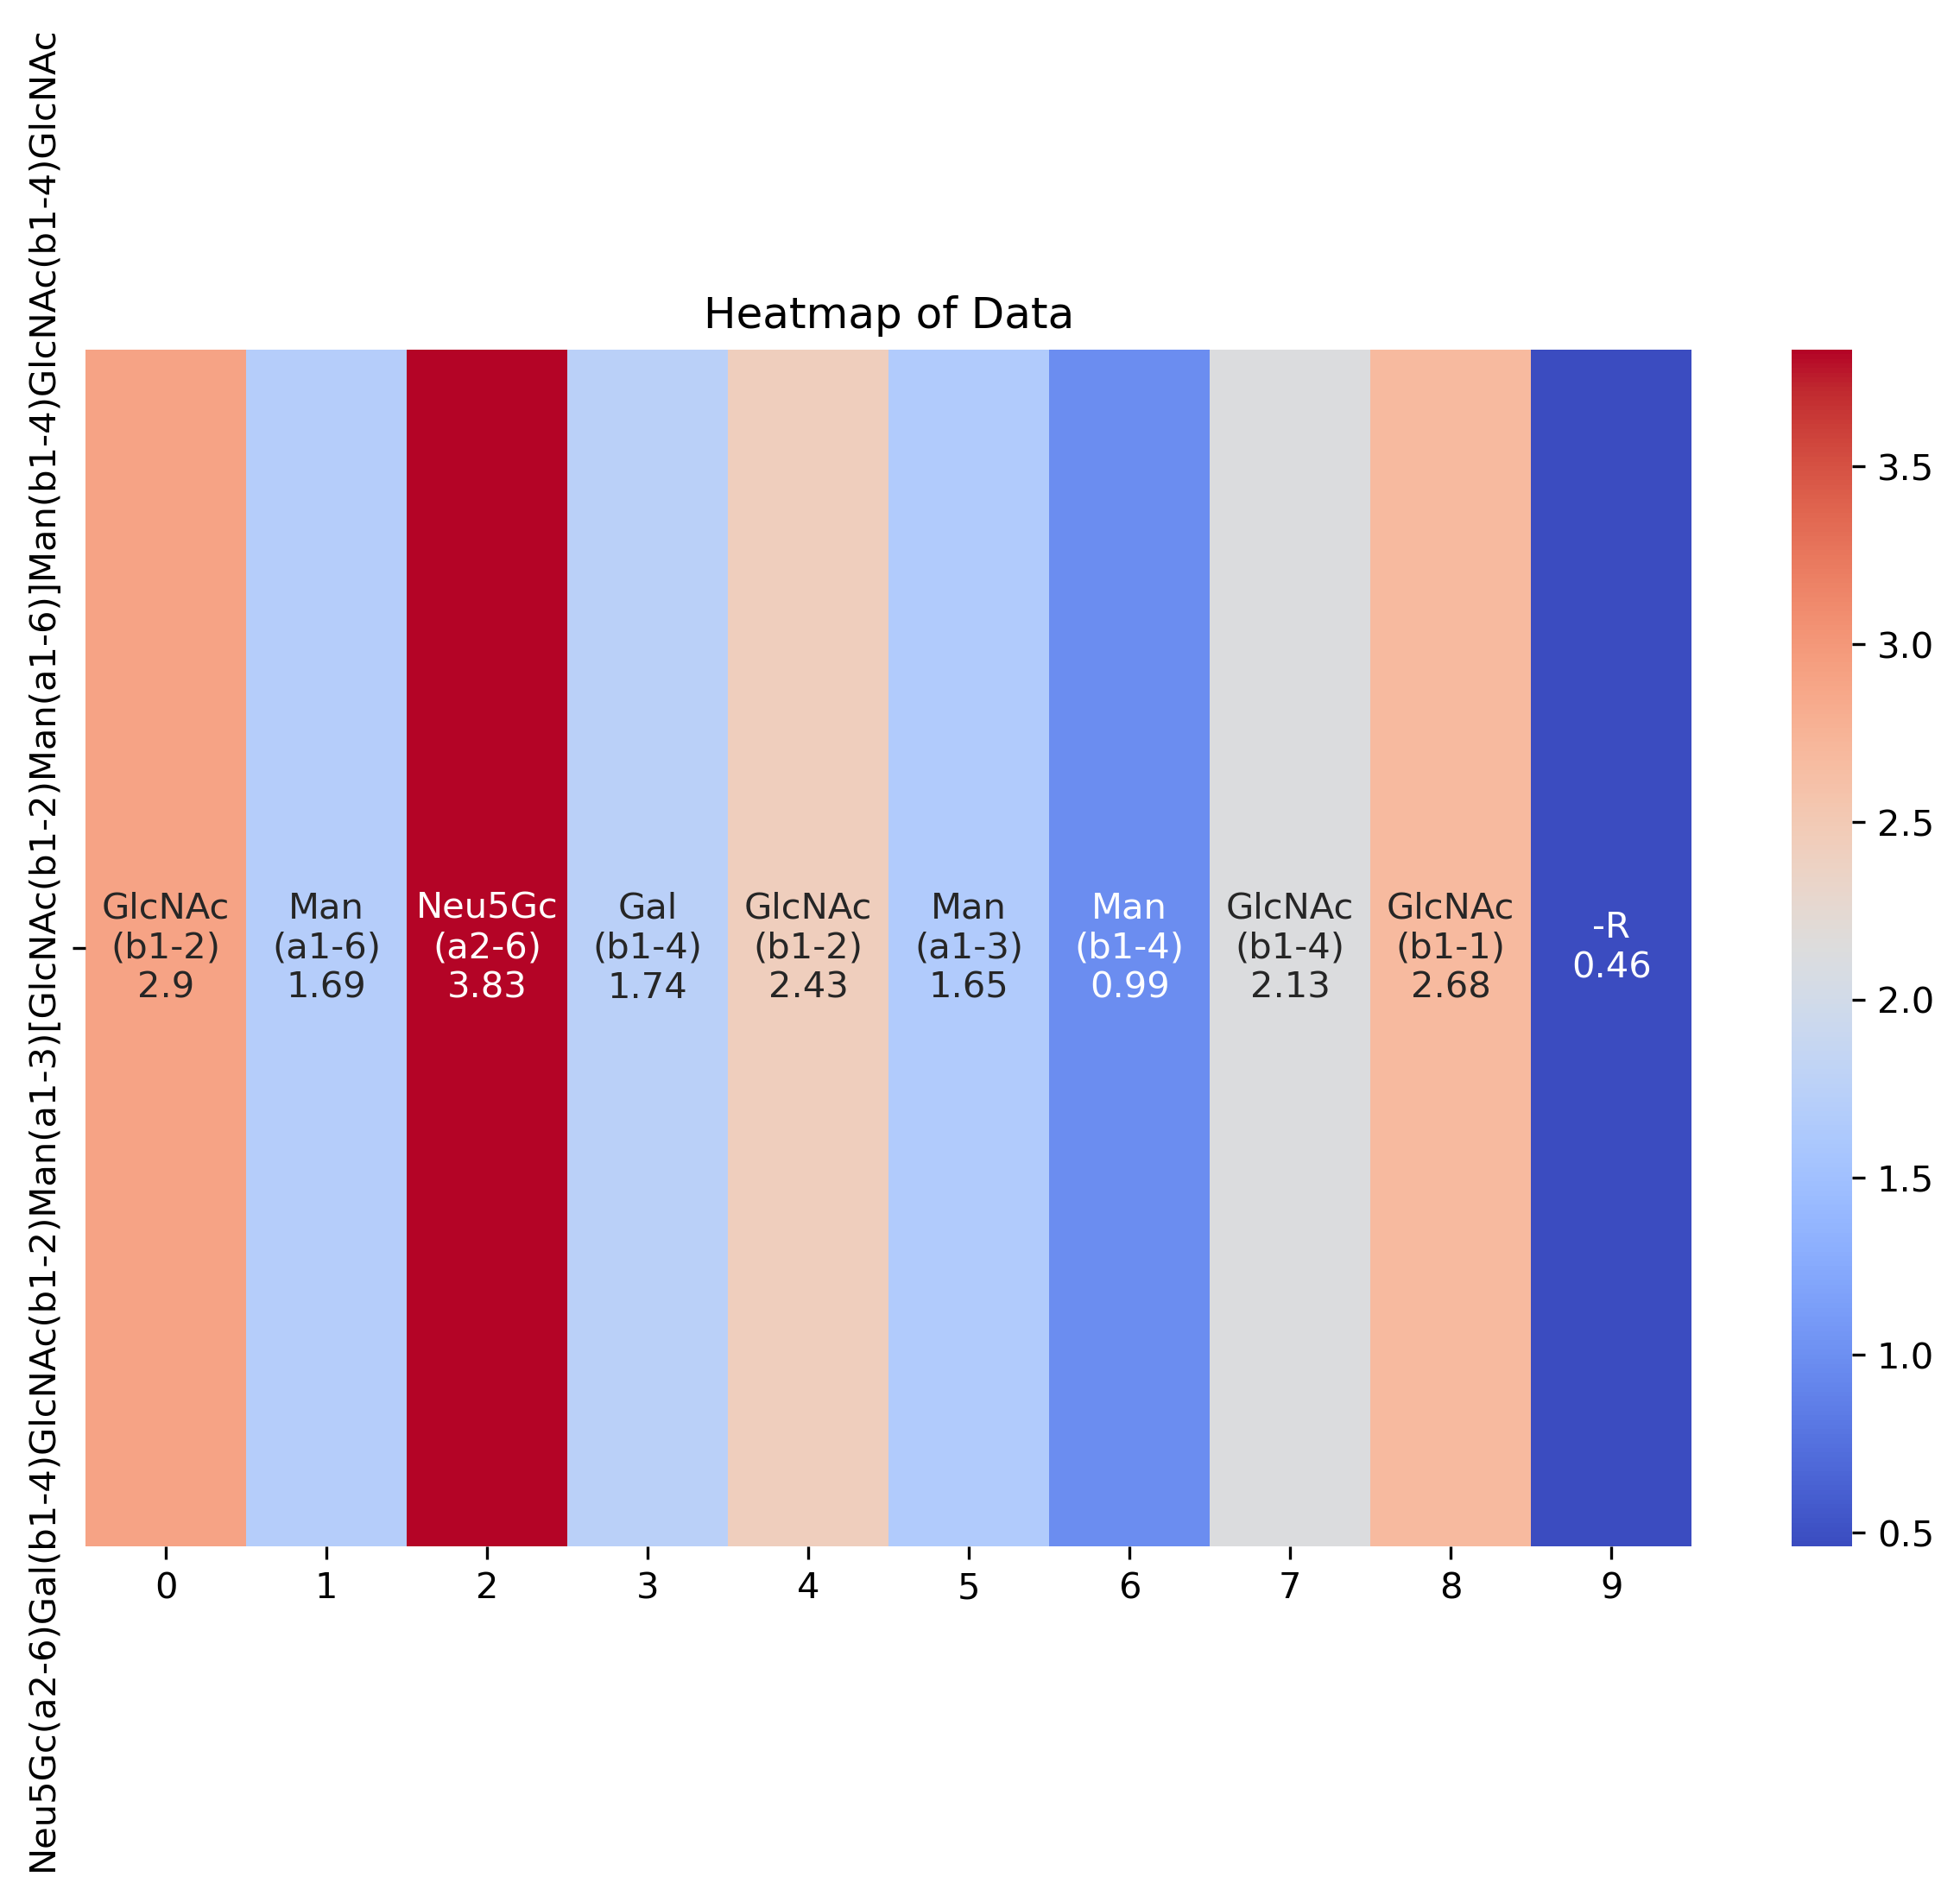 Heatmap of Data
Neu5Gc(a2-6)Gal(b1-4)GlcNAc(b1-2)Man(a1-3)[GlcNAc(b1-2)Man(a1-6)]Man(b1-4)GlcNAc(b1-4)GlcNAc
GlcNAc
(b1-2)
2.9
Man
(a1-6)
1.69
Neu5Gc
(a2-6)
3.83
Gal
(b1-4)
1.74
GlcNAc
(b1-2)
2.43
Man
(a1-3)
1.65
Man
(b1-4)
0.99
GlcNAc
(b1-4)
2.13
GlcNAc
(b1-1)
2.68
-R
0.46
0
1
2
3
4
5
6
7
8
9
3.5
3.0
2.5
2.0
1.5
1.0
0.5